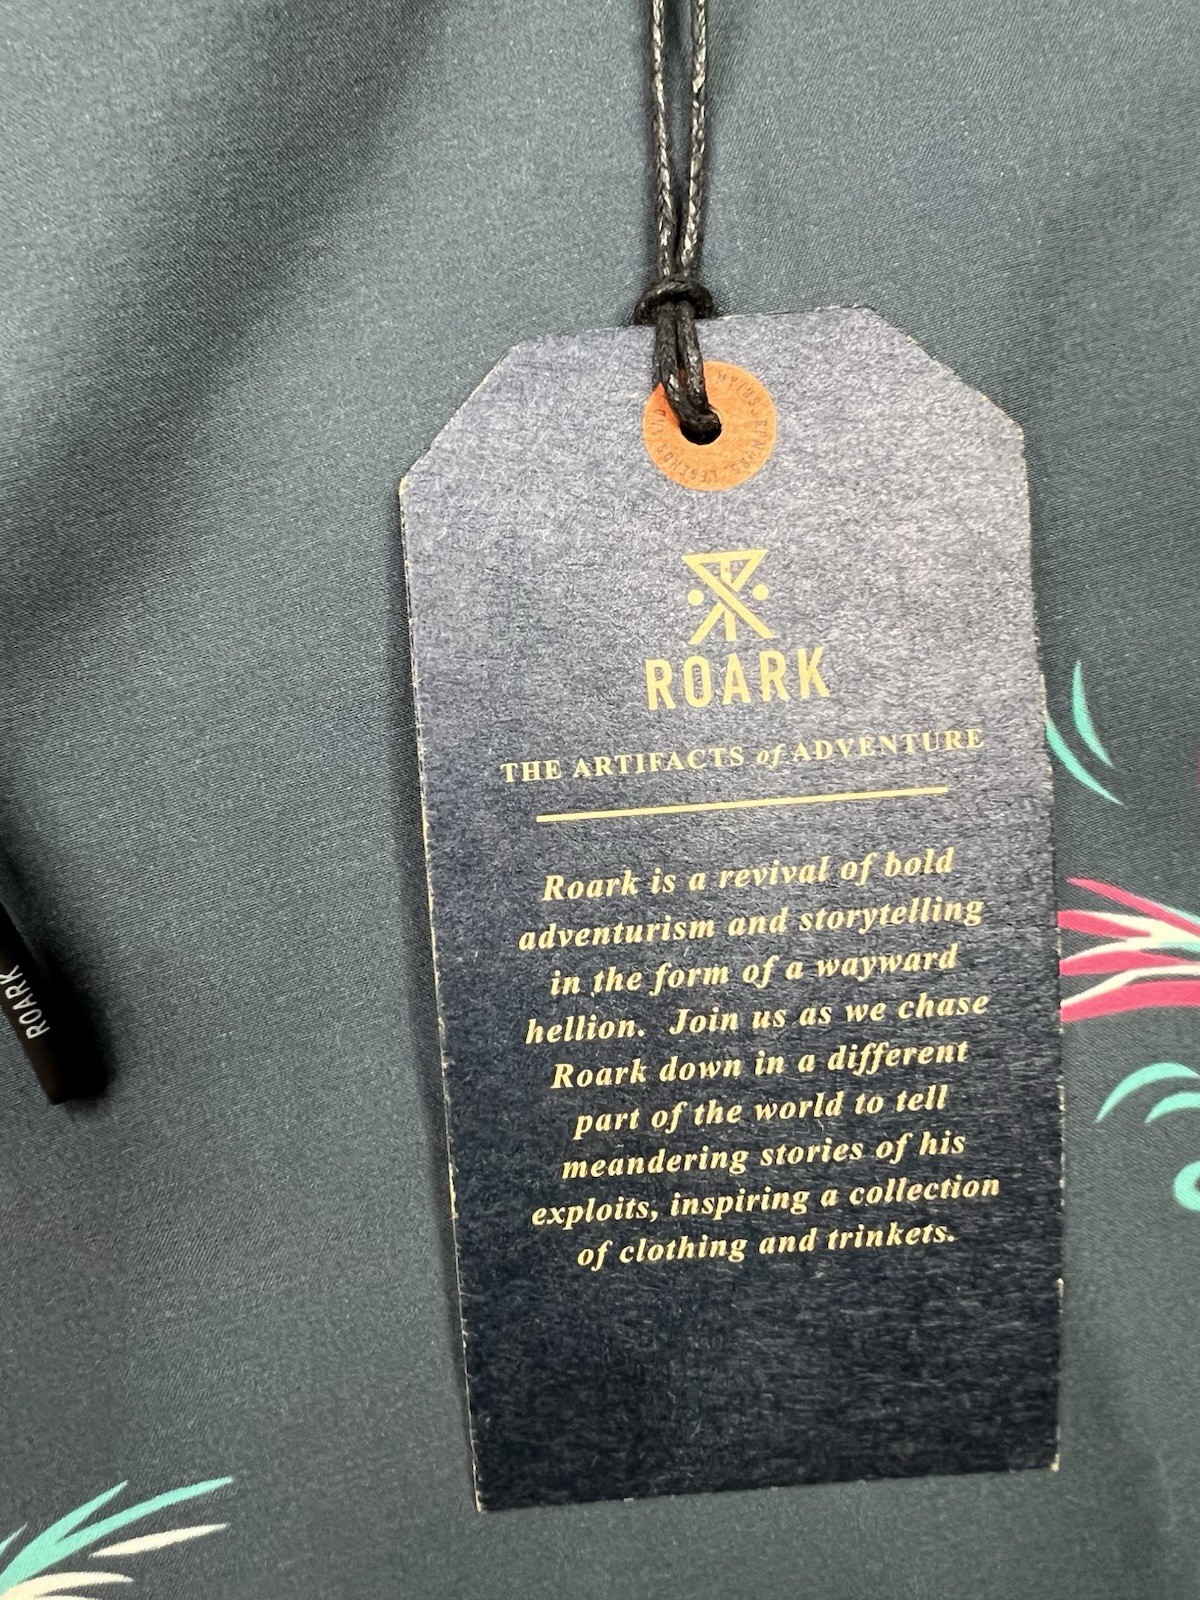 ROARK
THE ARTIFACTS of ADVENTURE
Roark is a revival of bold
adventurism and storytelling
in the form of a wayward
hellion. Join us as we chase
Roark down in a different
part of the world to tell
meandering stories of his
exploits, inspiring a collection
of clothing and trinkets.
ROARK